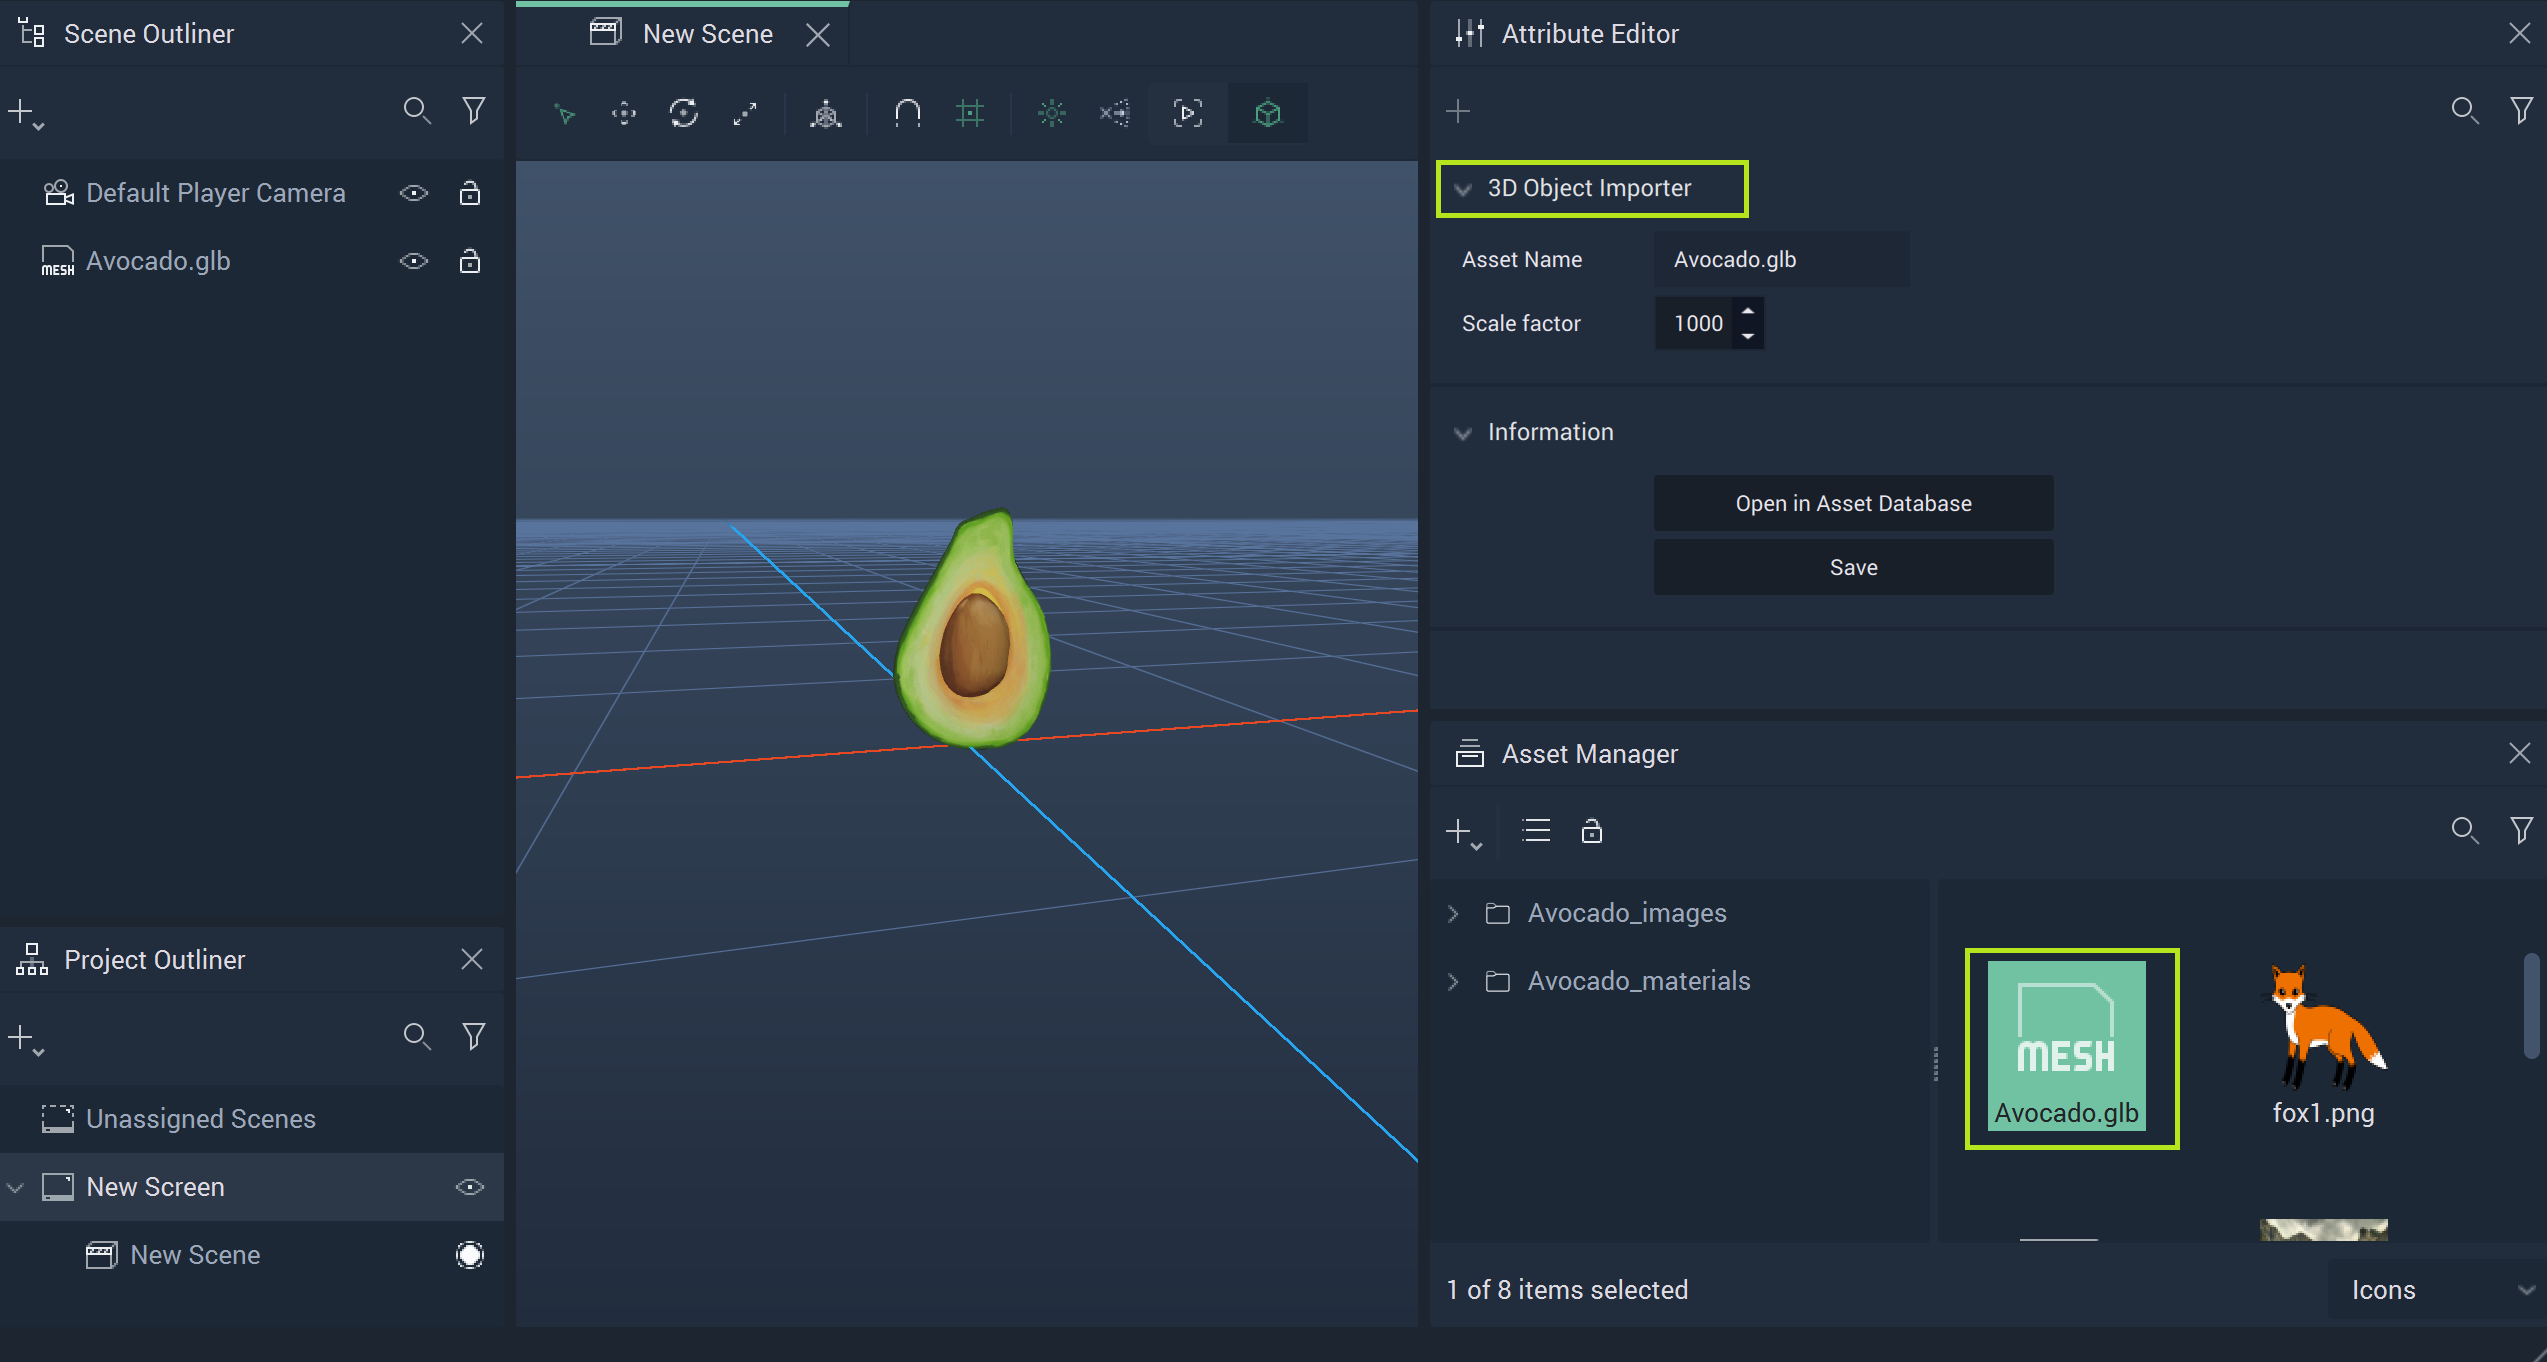 Scene Outliner
New Scene
Attribute Editor
Default Player Camera
MESH Avocado.glb
3D Object Importer
Asset Name Avocado.glb
Scale factor 1000
Information
Open in Asset Database
Save
Asset Manager
Avocado_images
Avocado_materials
MESH
Avocado.glb
fox1.png
1 of 8 items selected
Icons
Project Outliner
Unassigned Scenes
New Screen
New Scene